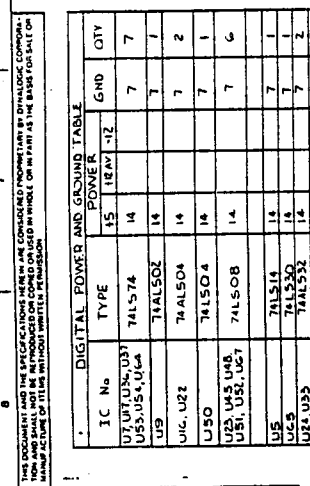 8
THIS DOCUMENT AND THE SPECIFICATIONS HEREIN ARE CONSIDERED PROPRIETARY BY DYNALOGIC CORPORA-
TION AND SHALL NOT BE REPRODUCED OR COPIED OR USED IN WHOLE OR IN PART AS THE BASIS FOR SALE OR
MANUFACTURE OF ITEMS WITHOUT WRITTEN PERMISSION
DIGITAL POWER AND GROUND TABLE
IC No TYPE POWER GND QTY
+5 +12AV -12
U7, U17, U36, U37 74LS74 14 7 7
U53, U54, U64
U9 74ALS02 14 7 1
U16, U22 74ALS04 14 7 2
U50 74LS04 14 7 1
U23, U45, U48, 74LS08 14 7 6
U51, U52, U67
U5 74LS14 14 7 1
U65 74LS30 14 7 1
U24, U35 74ALS32 14 7 2